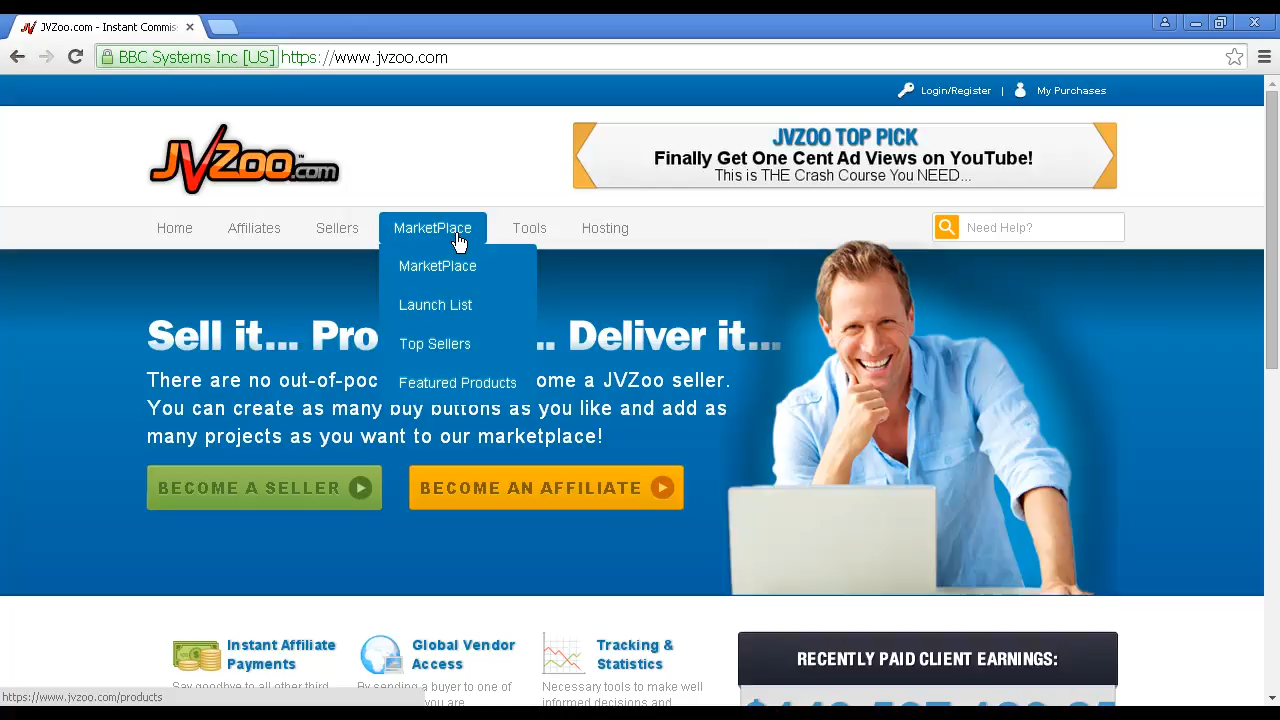 JVZoo.com - Instant Commis
BBC Systems Inc [US] https://www.jvzoo.com
Login/Register | My Purchases
JVZoo.com
JVZOO TOP PICK
Finally Get One Cent Ad Views on YouTube!
This is THE Crash Course You NEED...
Home Affiliates Sellers MarketPlace Tools Hosting Need Help?
MarketPlace
Launch List
Top Sellers
Featured Products
Sell it... Pro .. Deliver it...
There are no out-of-poc ome a JVZoo seller.
You can create as many buy buttons as you like and add as
many projects as you want to our marketplace!
BECOME A SELLER BECOME AN AFFILIATE
Instant Affiliate
Payments
Global Vendor
Access
Tracking &
Statistics
RECENTLY PAID CLIENT EARNINGS:
Say goodbye to all other third
By sending a buyer to one of
you are
Necessary tools to make well
informed decisions and
https://www.jvzoo.com/products